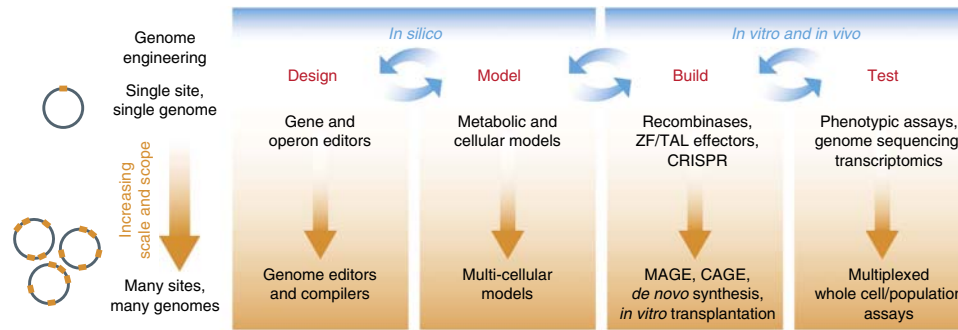 Genome
engineering
Single site,
single genome
Increasing
scale and scope
Many sites,
many genomes
In silico
In vitro and in vivo
Design
Model
Build
Test
Gene and
operon editors
Metabolic and
cellular models
Recombinases,
ZF/TAL effectors,
CRISPR
Phenotypic assays,
genome sequencing,
transcriptomics
Genome editors
and compilers
Multi-cellular
models
MAGE, CAGE,
de novo synthesis,
in vitro transplantation
Multiplexed
whole cell/population
assays